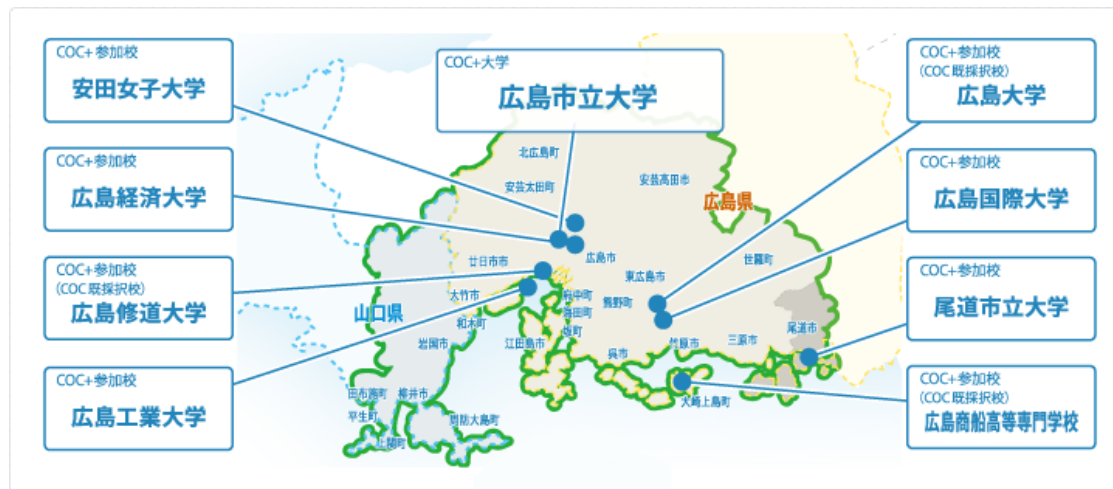 COC+参加校
安田女子大学
COC+参加校
広島経済大学
COC+参加校
(COC既採択校)
広島修道大学
COC+参加校
広島工業大学
COC+大学
広島市立大学
COC+参加校
(COC既採択校)
広島大学
COC+参加校
広島国際大学
COC+参加校
尾道市立大学
COC+参加校
(COC既採択校)
広島商船高等専門学校
北広島町
安芸太田町
安芸高田市
広島県
広島市
廿日市市
世羅町
東広島市
大竹市
府中町
熊野町
海田町
山口県
和木町
坂町
尾道市
岩国市
江田島市
呉市
竹原市
三原市
田布施町
柳井市
大崎上島町
平生町
周防大島町
上関町